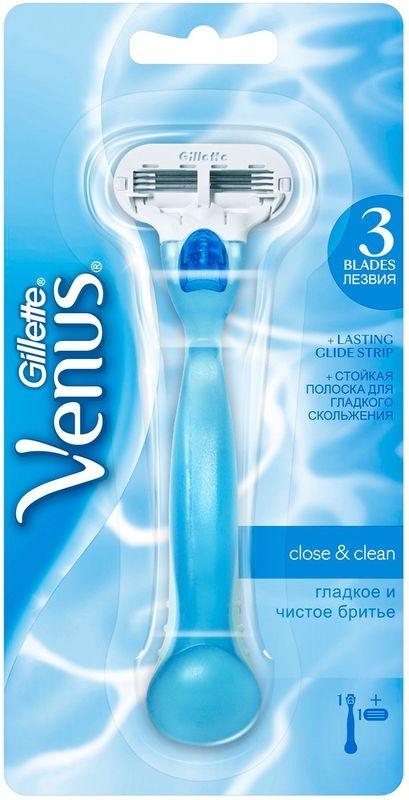 Gillette®
Venus®
Gillette
3
BLADES
ЛЕЗВИЯ
+ LASTING
GLIDE STRIP
+ СТОЙКАЯ
ПОЛОСКА ДЛЯ
ГЛАДКОГО
СКОЛЬЖЕНИЯ
close & clean
гладкое и
чистое бритье
1 +
1